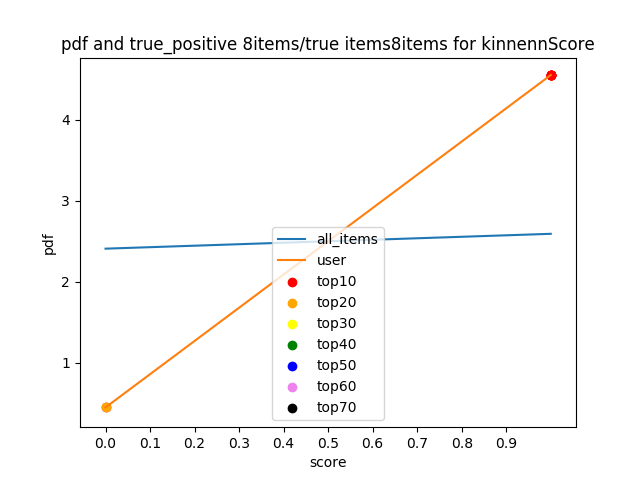 pdf and true_positive 8items/true items8items for kinnennScore
pdf
4
3
2
1
all_items
user
top10
top20
top30
top40
top50
top60
top70
0.0 0.1 0.2 0.3 0.4 0.5 0.6 0.7 0.8 0.9
score